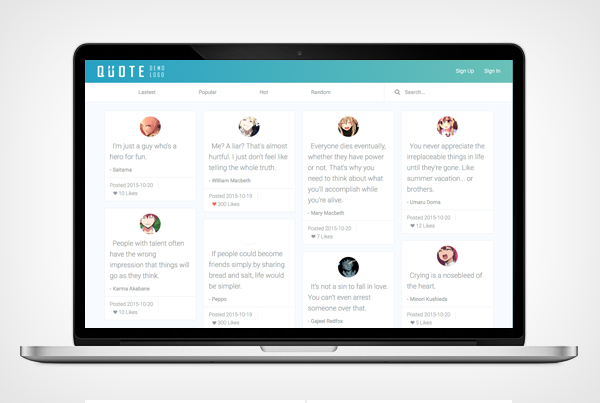 QUOTE DEMO LOGO
Sign Up Sign In
Lastest Popular Hot Random Search...
I'm just a guy who's a
hero for fun.
- Saitama
Posted 2015-10-20
10 Likes
People with talent often
have the wrong
impression that things will
go as they think.
- Karma Akabane
Posted 2015-10-20
10 Likes
Me? A liar? That's almost
hurtful. I just don't feel like
telling the whole truth.
- William Macbeth
Posted 2015-10-19
300 Likes
If people could become
friends simply by sharing
bread and salt, life would
be simpler.
- Peppo
Posted 2015-10-19
300 Likes
Everyone dies eventually,
whether they have power
or not. That's why you
need to think about what
you'll accomplish while
you're alive.
- Mary Macbeth
Posted 2015-10-20
7 Likes
It's not a sin to fall in love.
You can't even arrest
someone over that.
- Gajeel Redfox
You never appreciate the
irreplaceable things in life
until they're gone. Like
summer vacation... or
brothers.
- Umaru Doma
Posted 2015-10-20
13 Likes
Crying is a nosebleed of
the heart.
- Minori Kushieda
Posted 2015-10-20
5 Likes